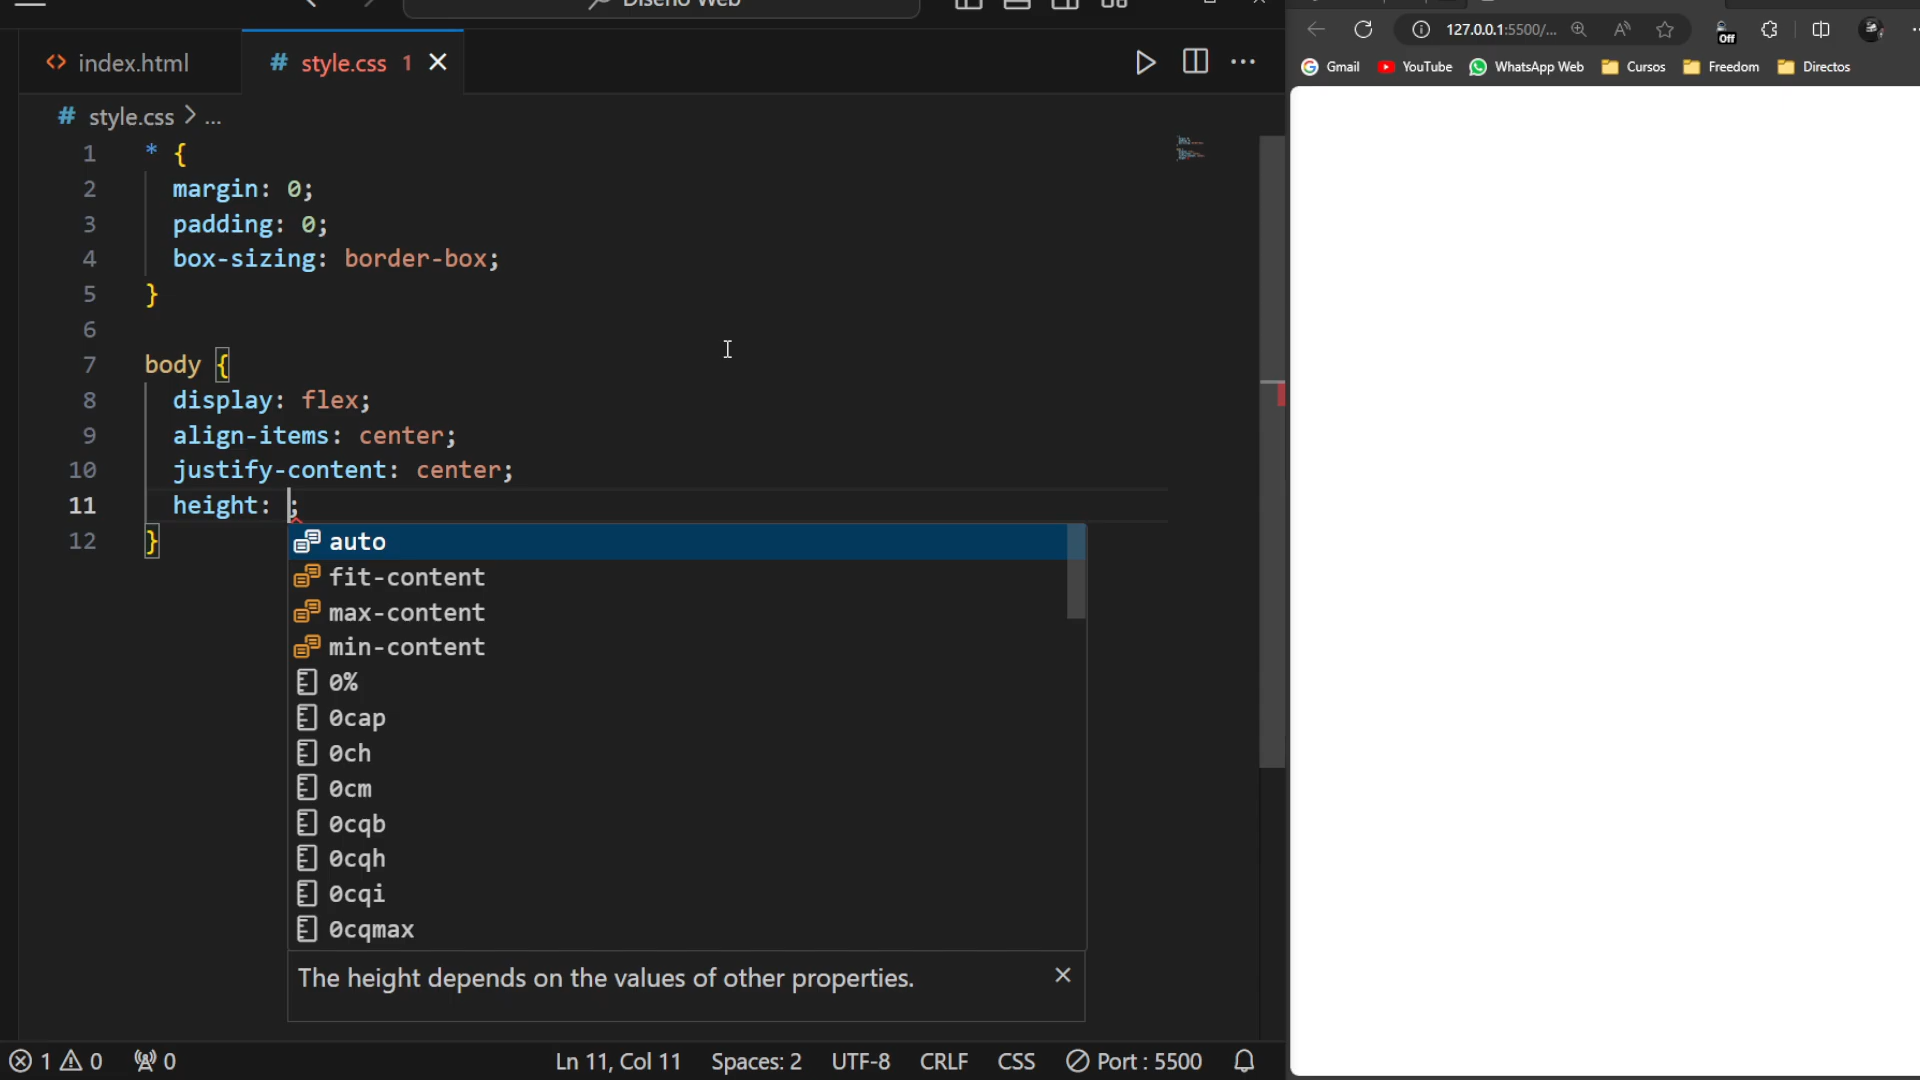 Diseño Web
index.html
# style.css 1
# style.css > ...
1 * {
2 margin: 0;
3 padding: 0;
4 box-sizing: border-box;
5 }
6
7 body {
8 display: flex;
9 align-items: center;
10 justify-content: center;
11 height: ;
12 }
auto
fit-content
max-content
min-content
0%
0cap
0ch
0cm
0cqb
0cqh
0cqi
0cqmax
The height depends on the values of other properties.
1 0 0
Ln 11, Col 11 Spaces: 2 UTF-8 CRLF CSS Port : 5500
127.0.0.1:5500/...
Off
Gmail YouTube WhatsApp Web Cursos Freedom Directos